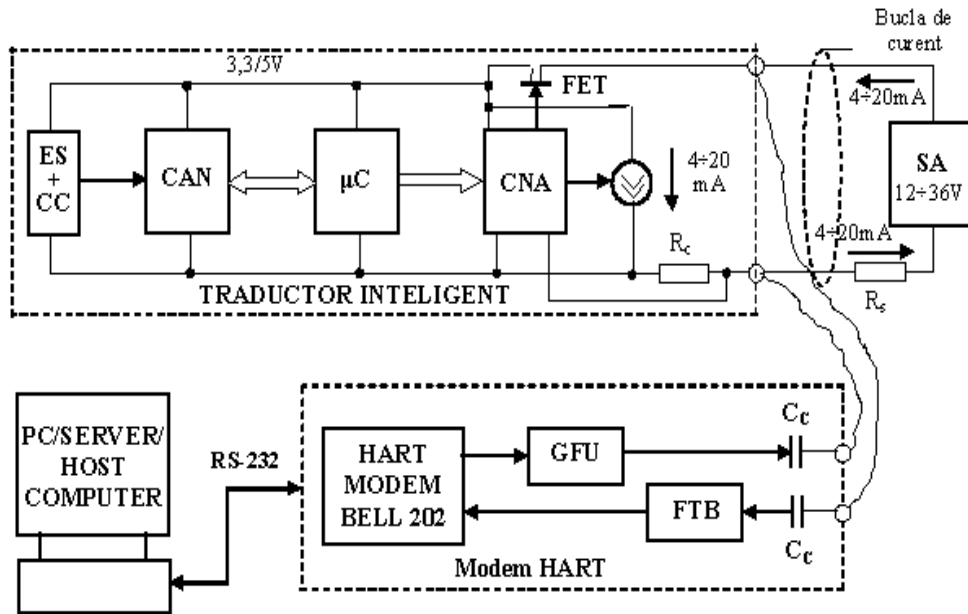 Bucla de
curent
3,3/5V
FET
4÷20mA
ES
+
CC
CAN
µC
CNA
4÷20
mA
SA
12÷36V
4÷20mA
Rc
Rs
TRADUCTOR INTELIGENT
PC/SERVER/
HOST
COMPUTER
RS-232
HART
MODEM
BELL 202
GFU
Cc
FTB
Cc
Modem HART